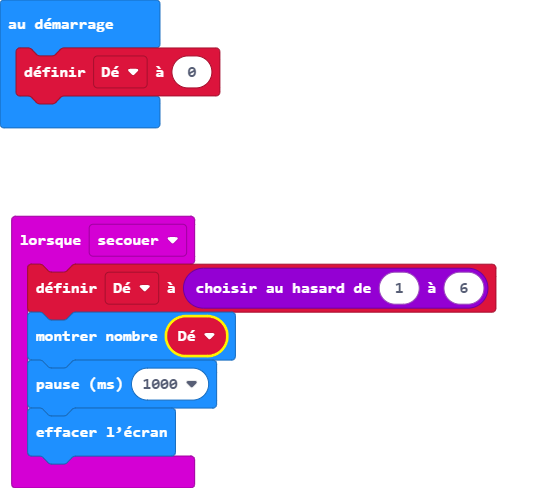 au démarrage
définir Dé à 0
lorsque secouer
définir Dé à choisir au hasard de 1 à 6
montrer nombre Dé
pause (ms) 1000
effacer l’écran